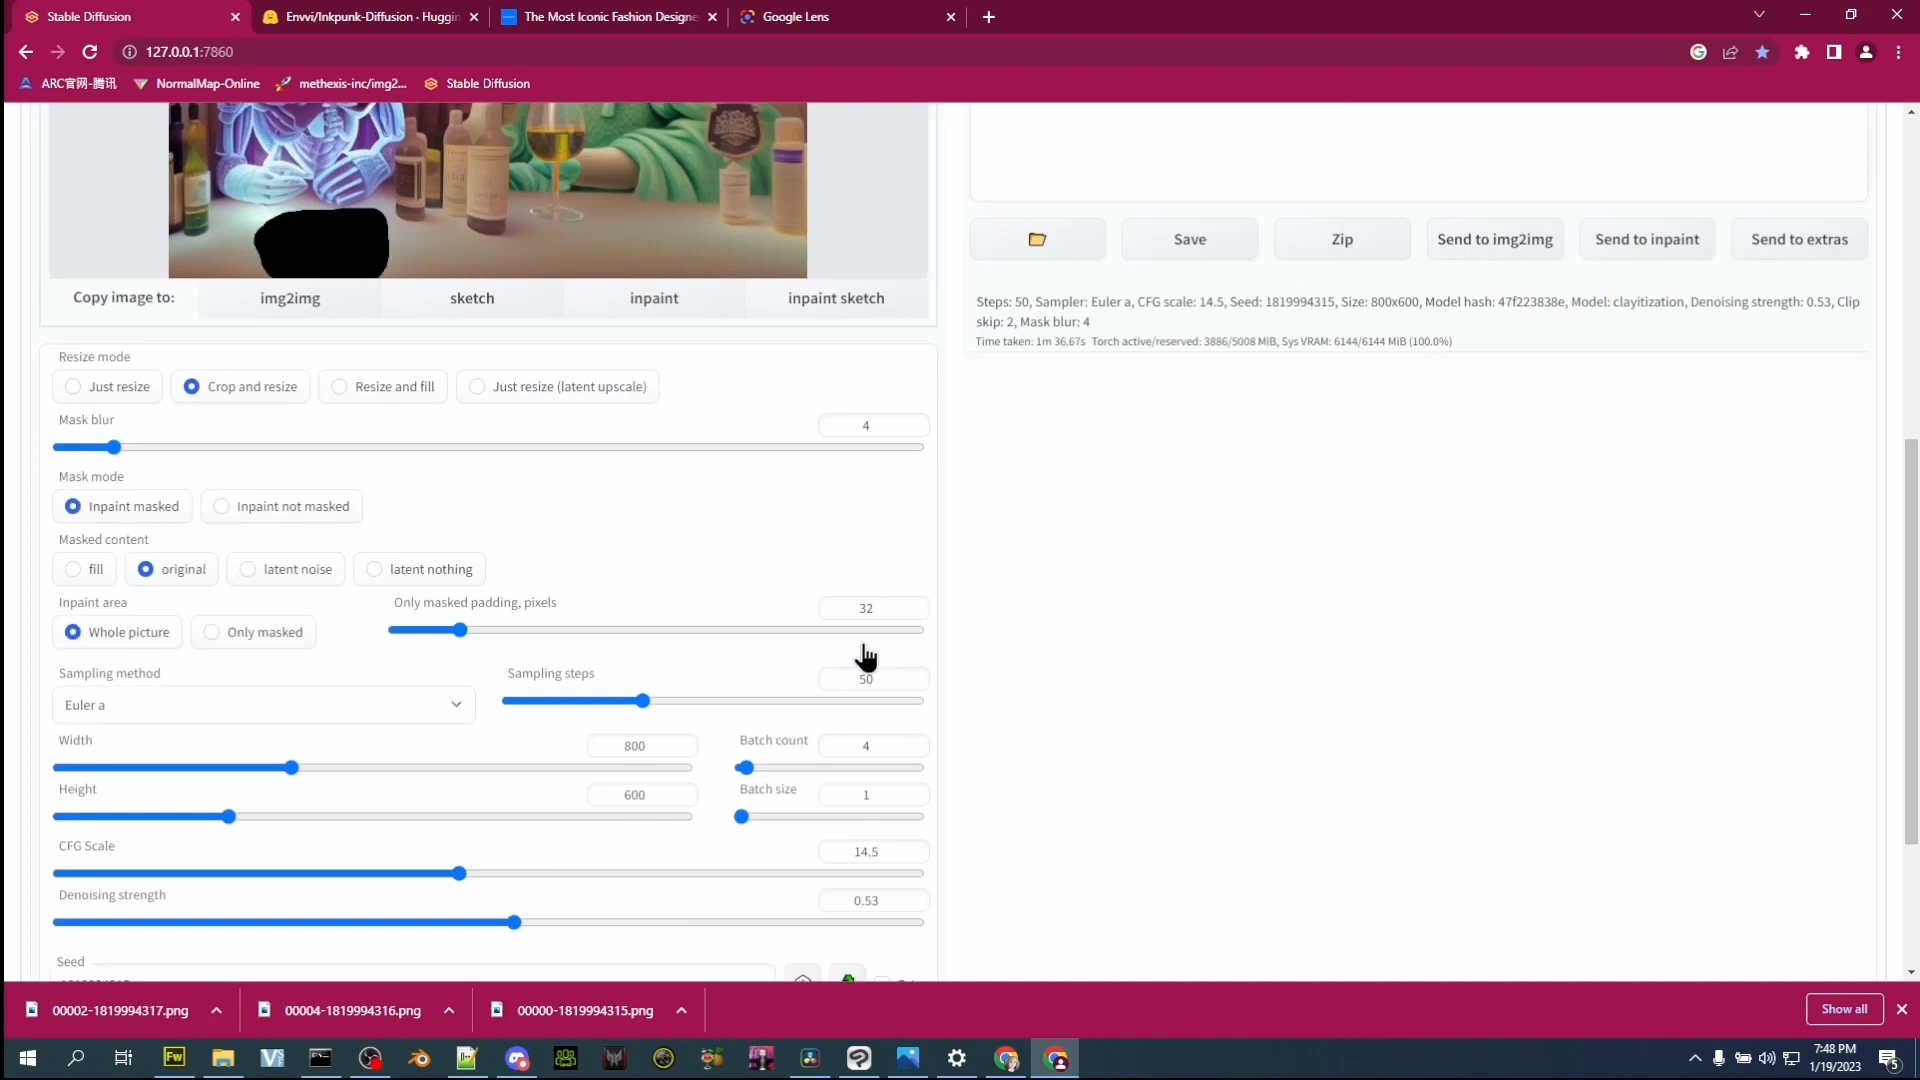 Stable Diffusion
Envvi/Inkpunk-Diffusion · Huggin
The Most Iconic Fashion Designe
Google Lens
127.0.0.1:7860
ARC官网-腾讯
NormalMap-Online
methexis-inc/img2...
Stable Diffusion
Save
Zip
Send to img2img
Send to inpaint
Send to extras
Copy image to:
img2img
sketch
inpaint
inpaint sketch
Steps: 50, Sampler: Euler a, CFG scale: 14.5, Seed: 1819994315, Size: 800x600, Model hash: 47f223838e, Model: clayitization, Denoising strength: 0.53, Clip
skip: 2, Mask blur: 4
Time taken: 1m 36.67s Torch active/reserved: 3886/5008 MiB, Sys VRAM: 6144/6144 MiB (100.0%)
Resize mode
Just resize
Crop and resize
Resize and fill
Just resize (latent upscale)
Mask blur
4
Mask mode
Inpaint masked
Inpaint not masked
Masked content
fill
original
latent noise
latent nothing
Inpaint area
Whole picture
Only masked
Only masked padding, pixels
32
Sampling method
Euler a
Sampling steps
50
Width
800
Batch count
4
Height
600
Batch size
1
CFG Scale
14.5
Denoising strength
0.53
Seed
00002-1819994317.png
00004-1819994316.png
00000-1819994315.png
Show all
Fw
7:48 PM
1/19/2023
5